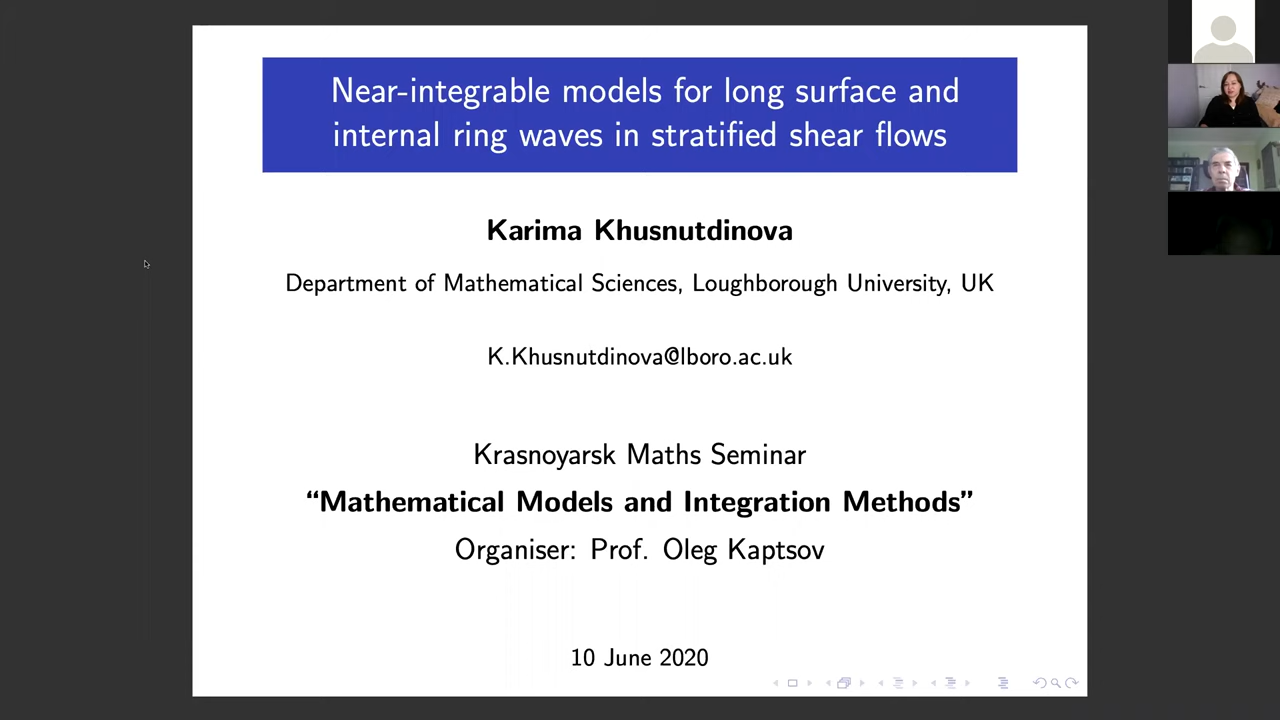 Near-integrable models for long surface and
internal ring waves in stratified shear flows
Karima Khusnutdinova
Department of Mathematical Sciences, Loughborough University, UK
K.Khusnutdinova@lboro.ac.uk
Krasnoyarsk Maths Seminar
“Mathematical Models and Integration Methods”
Organiser: Prof. Oleg Kaptsov
10 June 2020